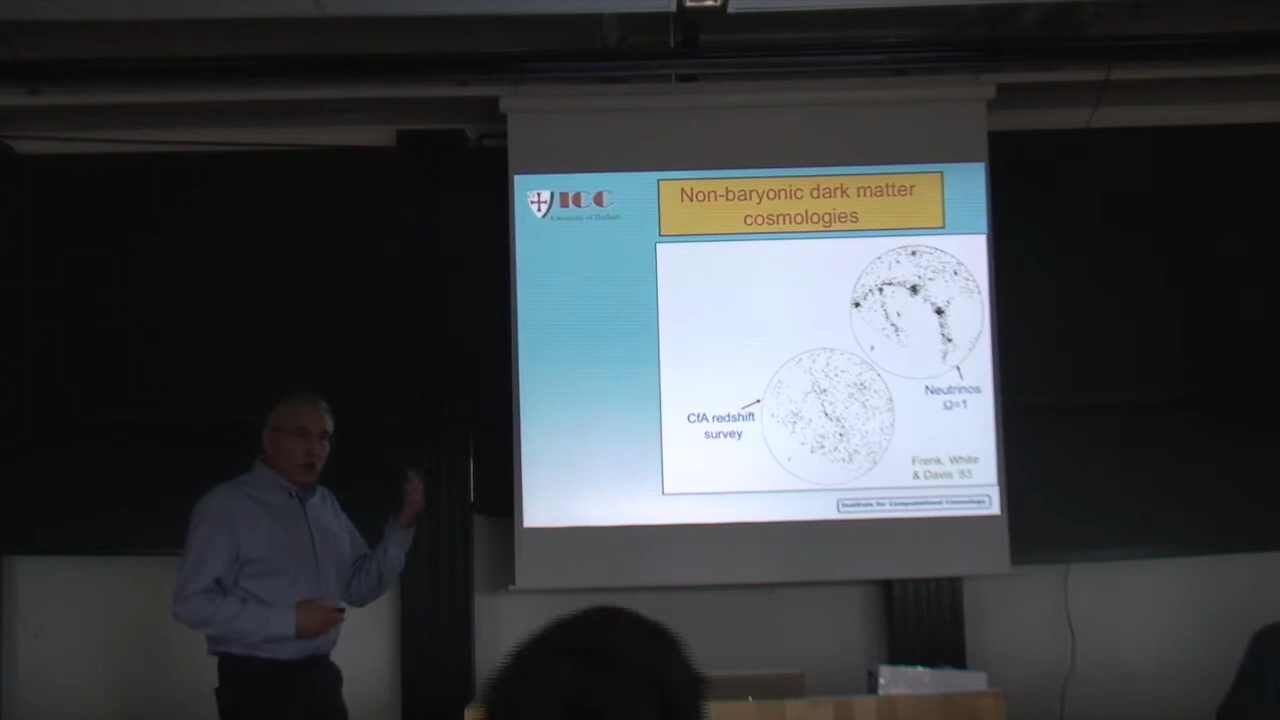 ICC
University of Durham
Non-baryonic dark matter
cosmologies
Neutrinos
Ω=1
CfA redshift
survey
Frenk, White
& Davis '83
Institute for Computational Cosmology